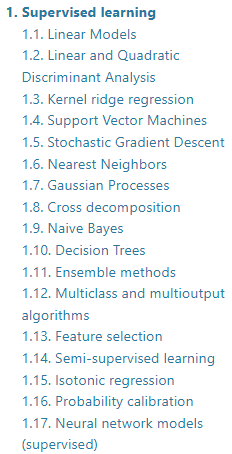 1. Supervised learning
1.1. Linear Models
1.2. Linear and Quadratic
Discriminant Analysis
1.3. Kernel ridge regression
1.4. Support Vector Machines
1.5. Stochastic Gradient Descent
1.6. Nearest Neighbors
1.7. Gaussian Processes
1.8. Cross decomposition
1.9. Naive Bayes
1.10. Decision Trees
1.11. Ensemble methods
1.12. Multiclass and multioutput
algorithms
1.13. Feature selection
1.14. Semi-supervised learning
1.15. Isotonic regression
1.16. Probability calibration
1.17. Neural network models
(supervised)